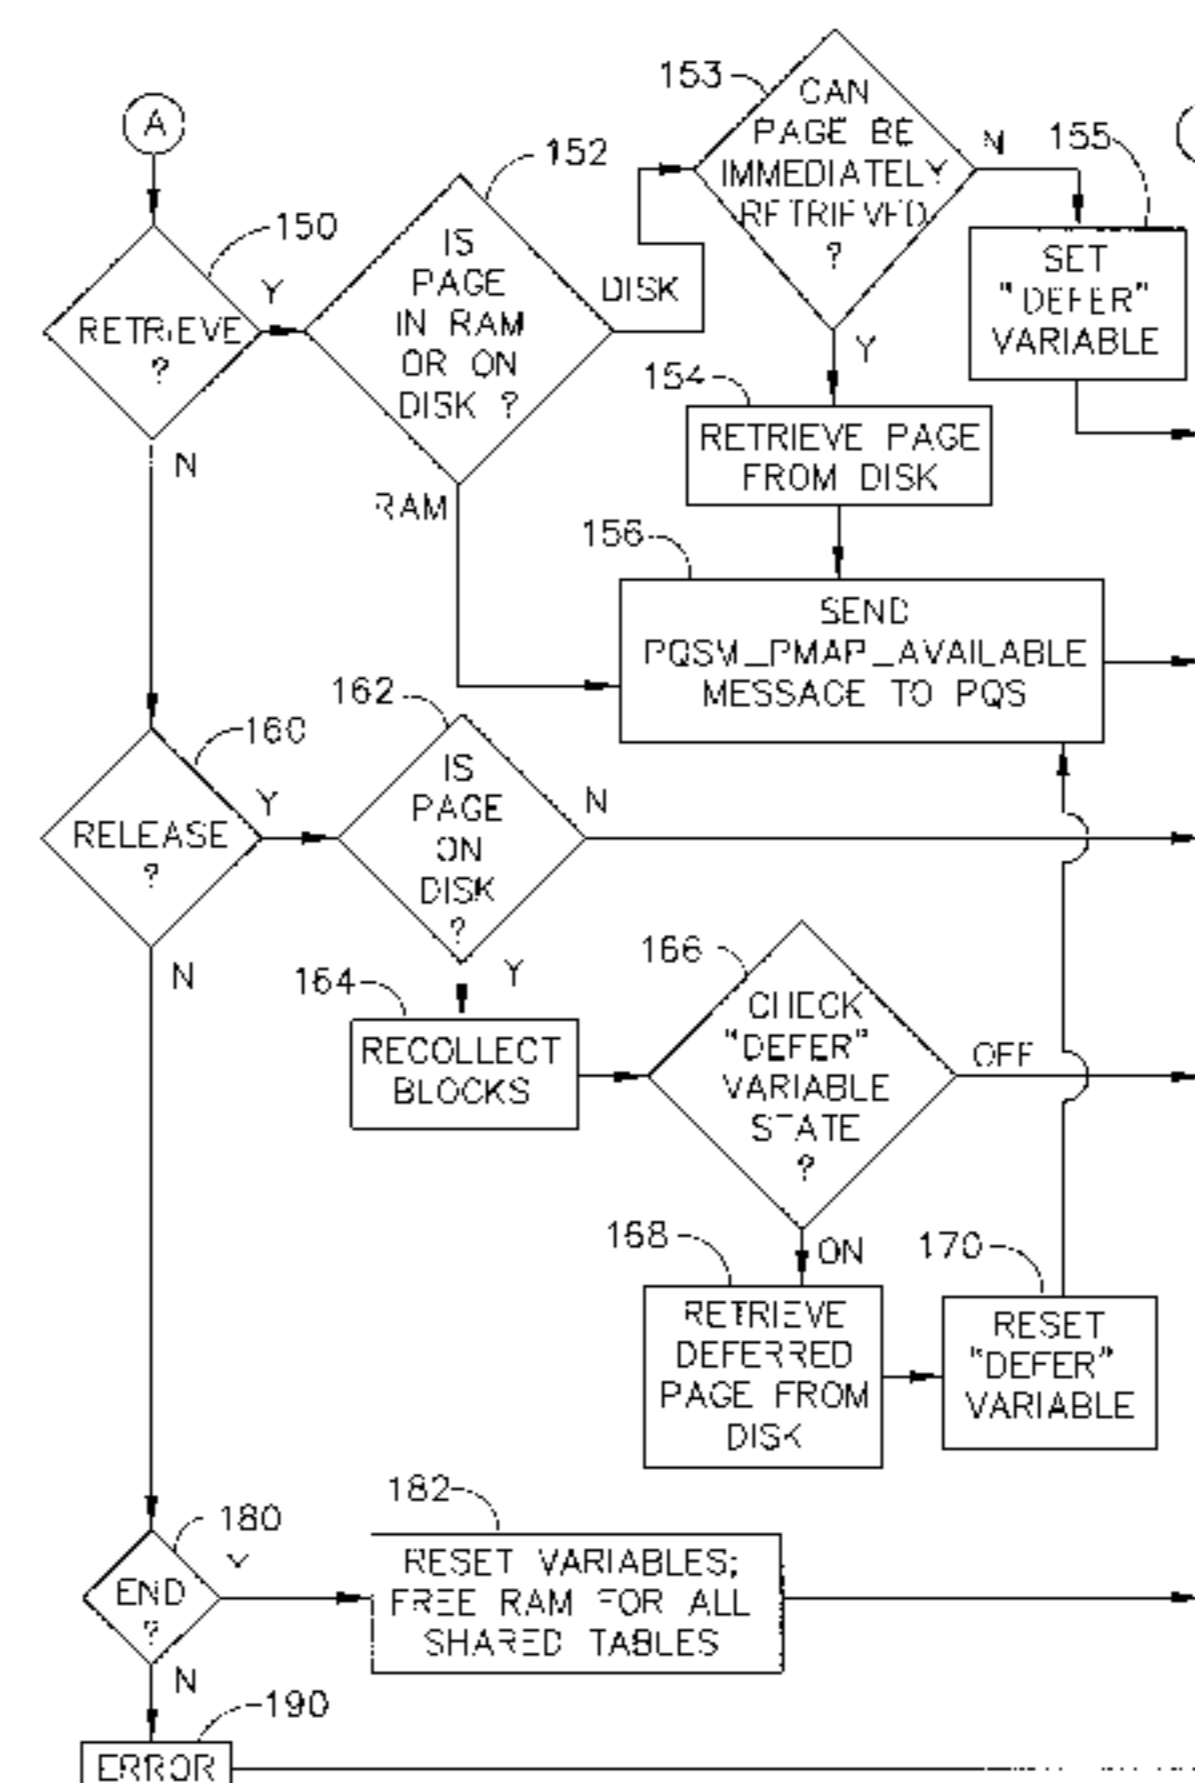 A
150
RETRIEVE
?
Y
N
152
IS
PAGE
IN RAM
OR ON
DISK ?
DISK
RAM
153
CAN
PAGE BE
IMMEDIATELY
RETRIEVED
?
N
Y
155
SET
"DEFER"
VARIABLE
154
RETRIEVE PAGE
FROM DISK
156
SEND
PQSM_PMAP_AVAILABLE
MESSAGE TO PQS
160
RELEASE
?
Y
N
162
IS
PAGE
ON
DISK
?
N
Y
164
RECOLLECT
BLOCKS
166
CHECK
"DEFER"
VARIABLE
STATE
?
OFF
ON
168
RETRIEVE
DEFERRED
PAGE FROM
DISK
170
RESET
"DEFER"
VARIABLE
180
END
?
Y
N
182
RESET VARIABLES;
FREE RAM FOR ALL
SHARED TABLES
190
ERROR